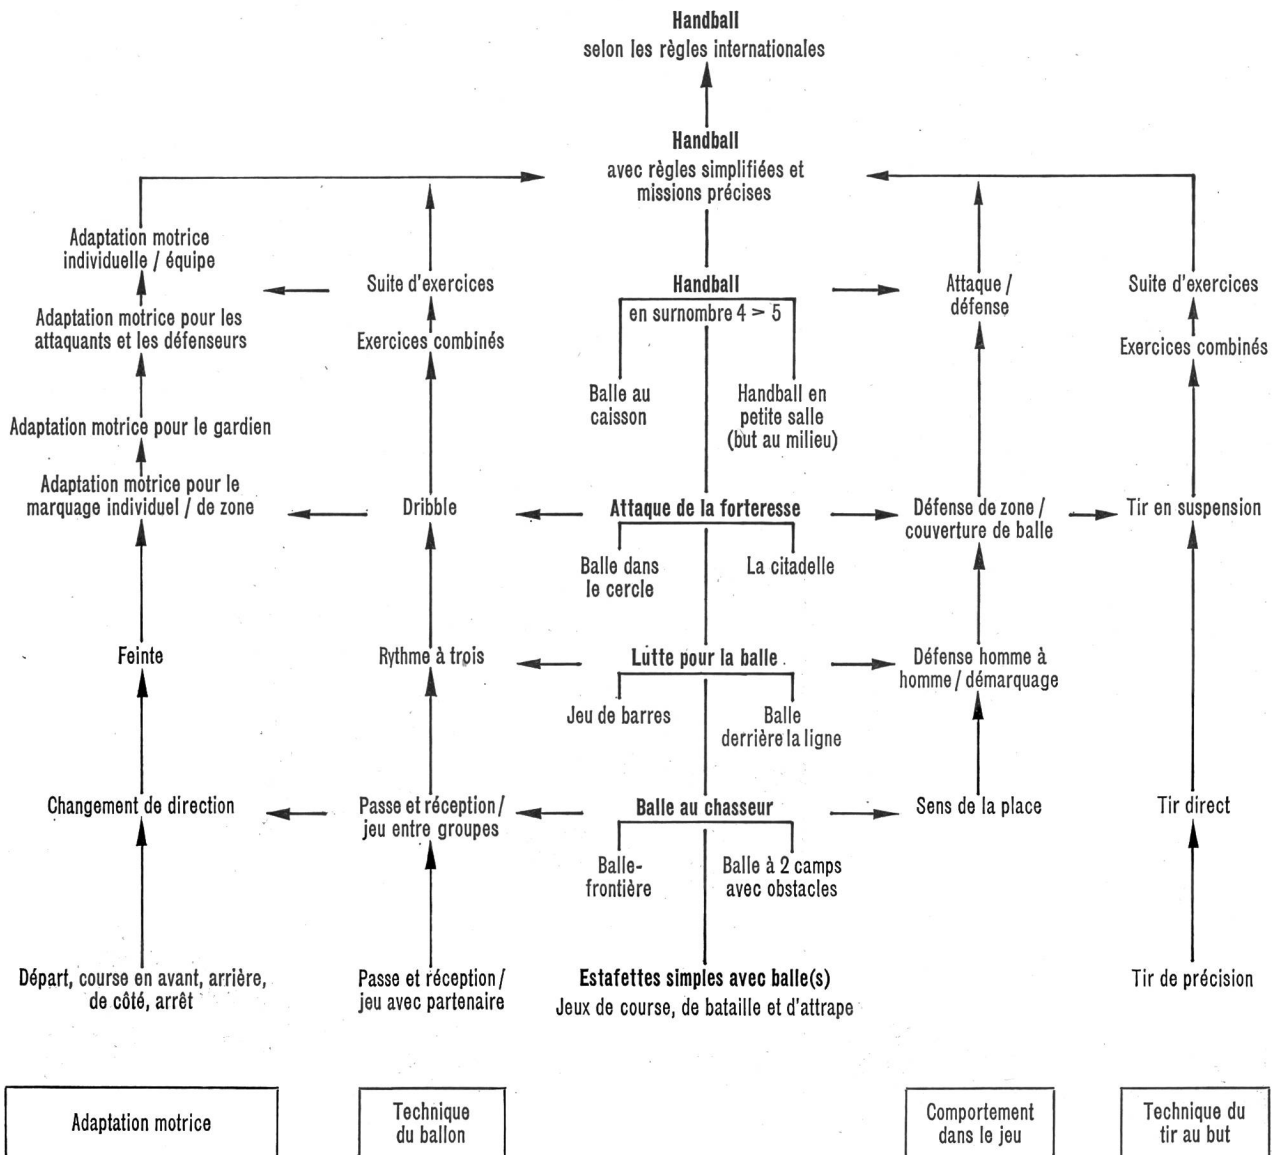 Handball
selon les règles internationales
Handball
avec règles simplifiées et
missions précises
Adaptation motrice
individuelle / équipe
Suite d'exercices
Handball
en surnombre 4 > 5
Attaque /
défense
Suite d'exercices
Adaptation motrice pour les
attaquants et les défenseurs
Exercices combinés
Exercices combinés
Balle au
caisson
Handball en
petite salle
(but au milieu)
Adaptation motrice pour le gardien
Adaptation motrice pour le
marquage individuel / de zone
Dribble
Attaque de la forteresse
Défense de zone /
couverture de balle
Tir en suspension
Balle dans
le cercle
La citadelle
Feinte
Rythme à trois
Lutte pour la balle
Défense homme à
homme / démarquage
Jeu de barres
Balle
derrière la ligne
Changement de direction
Passe et réception /
jeu entre groupes
Balle au chasseur
Sens de la place
Tir direct
Balle-
frontière
Balle à 2 camps
avec obstacles
Départ, course en avant, arrière,
de côté, arrêt
Passe et réception /
jeu avec partenaire
Estafettes simples avec balle(s)
Jeux de course, de bataille et d'attrape
Tir de précision
Adaptation motrice
Technique
du ballon
Comportement
dans le jeu
Technique du
tir au but